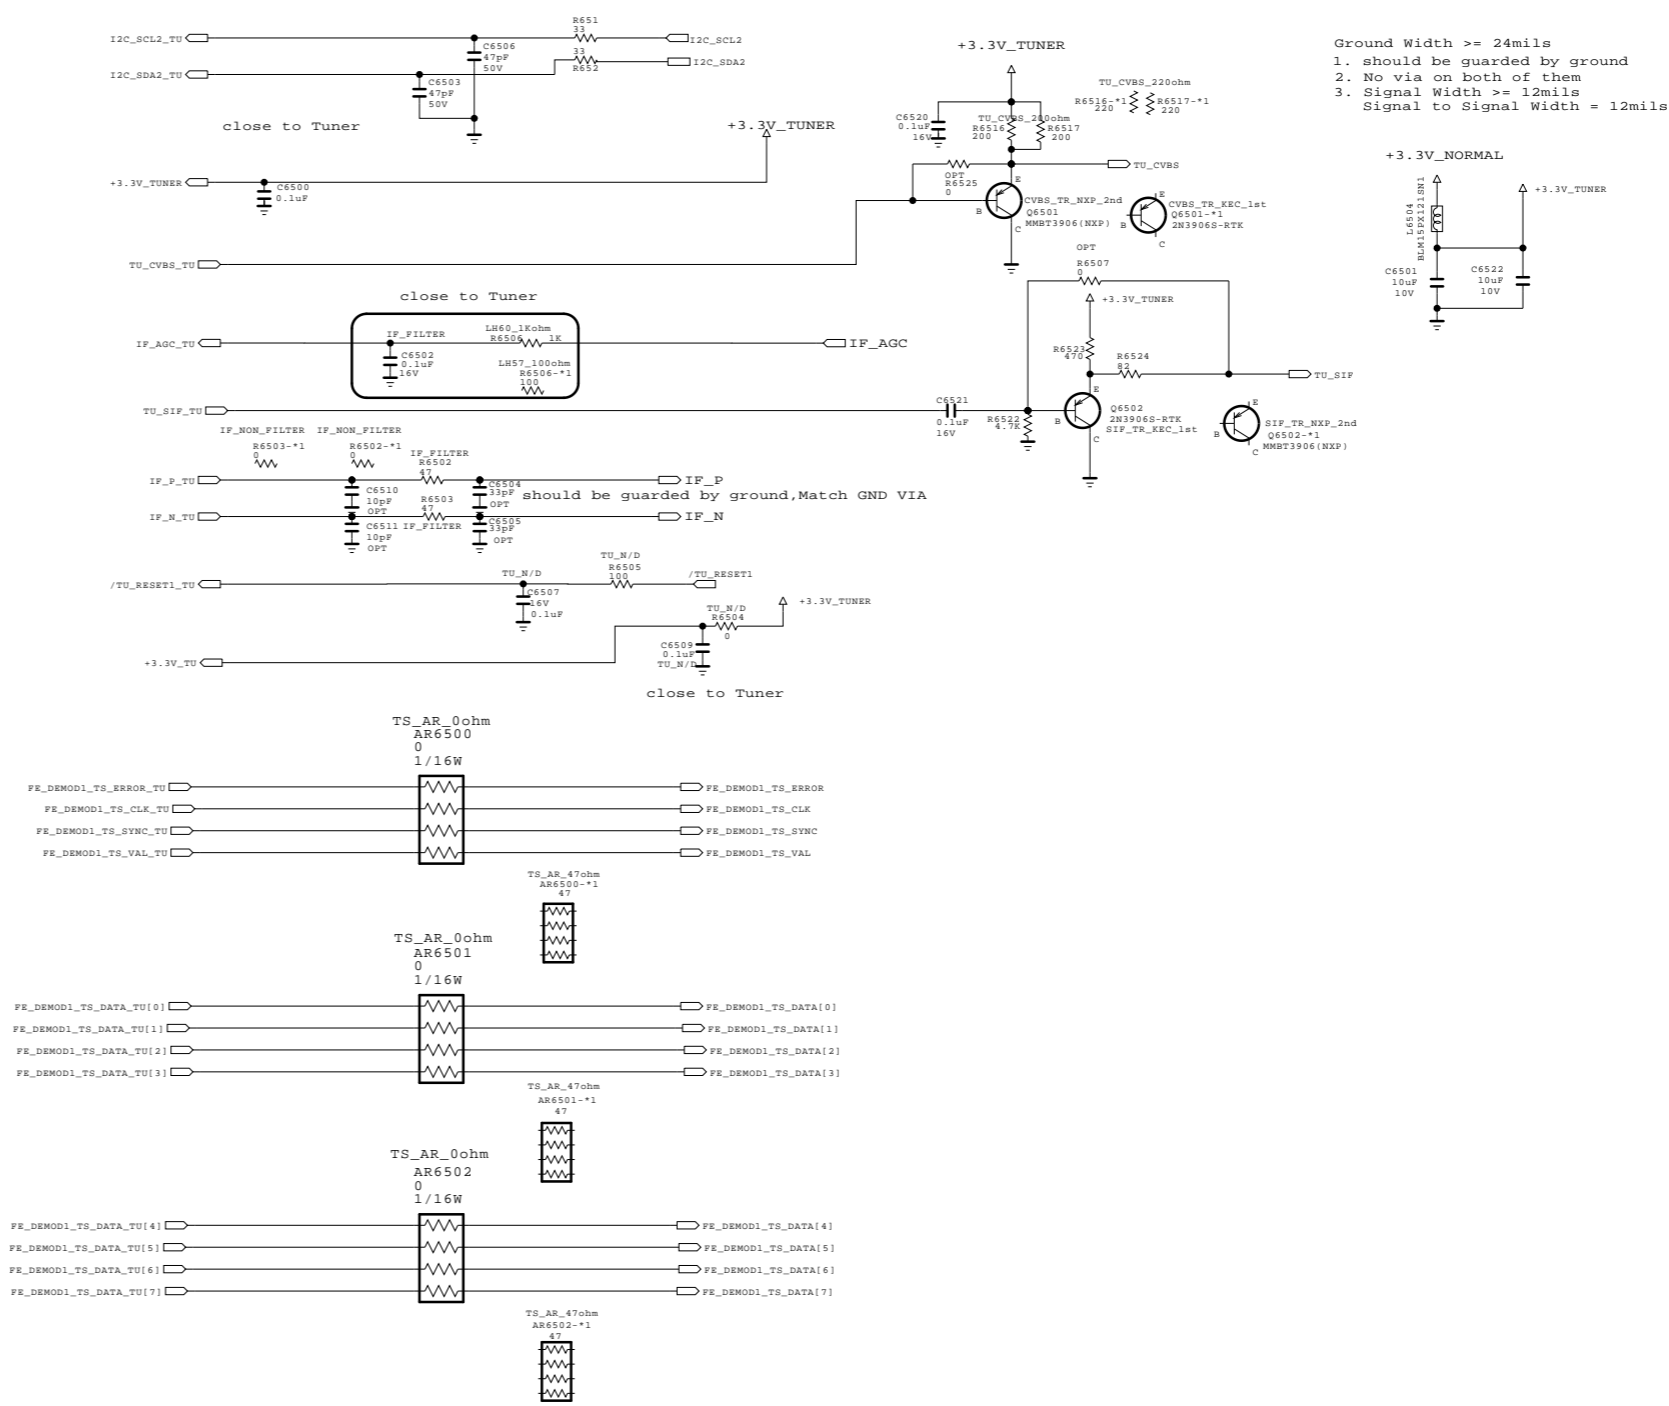 R651
33
I2C_SCL2_TU
I2C_SCL2
C6506
47pF
50V
33
R652
I2C_SDA2_TU
I2C_SDA2
C6503
47pF
50V
close to Tuner
+3.3V_TUNER
+3.3V_TUNER
C6500
0.1uF
TU_CVBS_TU
+3.3V_TUNER
TU_CVBS_220ohm
R6516-*1
220
R6517-*1
220
C6520
0.1uF
16V
TU_CVBS_200ohm
R6516
200
R6517
200
TU_CVBS
OPT
R6525
0
E
B
C
CVBS_TR_NXP_2nd
Q6501
MMBT3906(NXP)
E
B
C
CVBS_TR_KEC_1st
Q6501-*1
2N3906S-RTK
Ground Width >= 24mils
1. should be guarded by ground
2. No via on both of them
3. Signal Width >= 12mils
Signal to Signal Width = 12mils
+3.3V_NORMAL
+3.3V_TUNER
L6504
BLM15PX121SN1
C6501
10uF
10V
C6522
10uF
10V
close to Tuner
IF_AGC_TU
IF_FILTER
C6502
0.1uF
16V
LH60_1Kohm
R6506
1K
LH57_100ohm
R6506-*1
100
IF_AGC
OPT
R6507
0
+3.3V_TUNER
R6523
470
R6524
82
TU_SIF
TU_SIF_TU
C6521
0.1uF
16V
R6522
4.7K
E
B
C
Q6502
2N3906S-RTK
SIF_TR_KEC_1st
E
B
C
SIF_TR_NXP_2nd
Q6502-*1
MMBT3906(NXP)
IF_NON_FILTER
R6503-*1
0
IF_NON_FILTER
R6502-*1
0
IF_FILTER
R6502
47
IF_P_TU
IF_P
C6510
10pF
OPT
C6504
33pF
OPT
should be guarded by ground,Match GND VIA
R6503
47
IF_N_TU
IF_N
IF_FILTER
C6511
10pF
OPT
C6505
33pF
OPT
/TU_RESET1_TU
TU_N/D
C6507
16V
0.1uF
TU_N/D
R6505
100
/TU_RESET1
TU_N/D
R6504
0
+3.3V_TUNER
C6509
0.1uF
TU_N/D
+3.3V_TU
close to Tuner
TS_AR_0ohm
AR6500
0
1/16W
FE_DEMOD1_TS_ERROR_TU
FE_DEMOD1_TS_ERROR
FE_DEMOD1_TS_CLK_TU
FE_DEMOD1_TS_CLK
FE_DEMOD1_TS_SYNC_TU
FE_DEMOD1_TS_SYNC
FE_DEMOD1_TS_VAL_TU
FE_DEMOD1_TS_VAL
TS_AR_47ohm
AR6500-*1
47
TS_AR_0ohm
AR6501
0
1/16W
FE_DEMOD1_TS_DATA_TU[0]
FE_DEMOD1_TS_DATA[0]
FE_DEMOD1_TS_DATA_TU[1]
FE_DEMOD1_TS_DATA[1]
FE_DEMOD1_TS_DATA_TU[2]
FE_DEMOD1_TS_DATA[2]
FE_DEMOD1_TS_DATA_TU[3]
FE_DEMOD1_TS_DATA[3]
TS_AR_47ohm
AR6501-*1
47
TS_AR_0ohm
AR6502
0
1/16W
FE_DEMOD1_TS_DATA_TU[4]
FE_DEMOD1_TS_DATA[4]
FE_DEMOD1_TS_DATA_TU[5]
FE_DEMOD1_TS_DATA[5]
FE_DEMOD1_TS_DATA_TU[6]
FE_DEMOD1_TS_DATA[6]
FE_DEMOD1_TS_DATA_TU[7]
FE_DEMOD1_TS_DATA[7]
TS_AR_47ohm
AR6502-*1
47